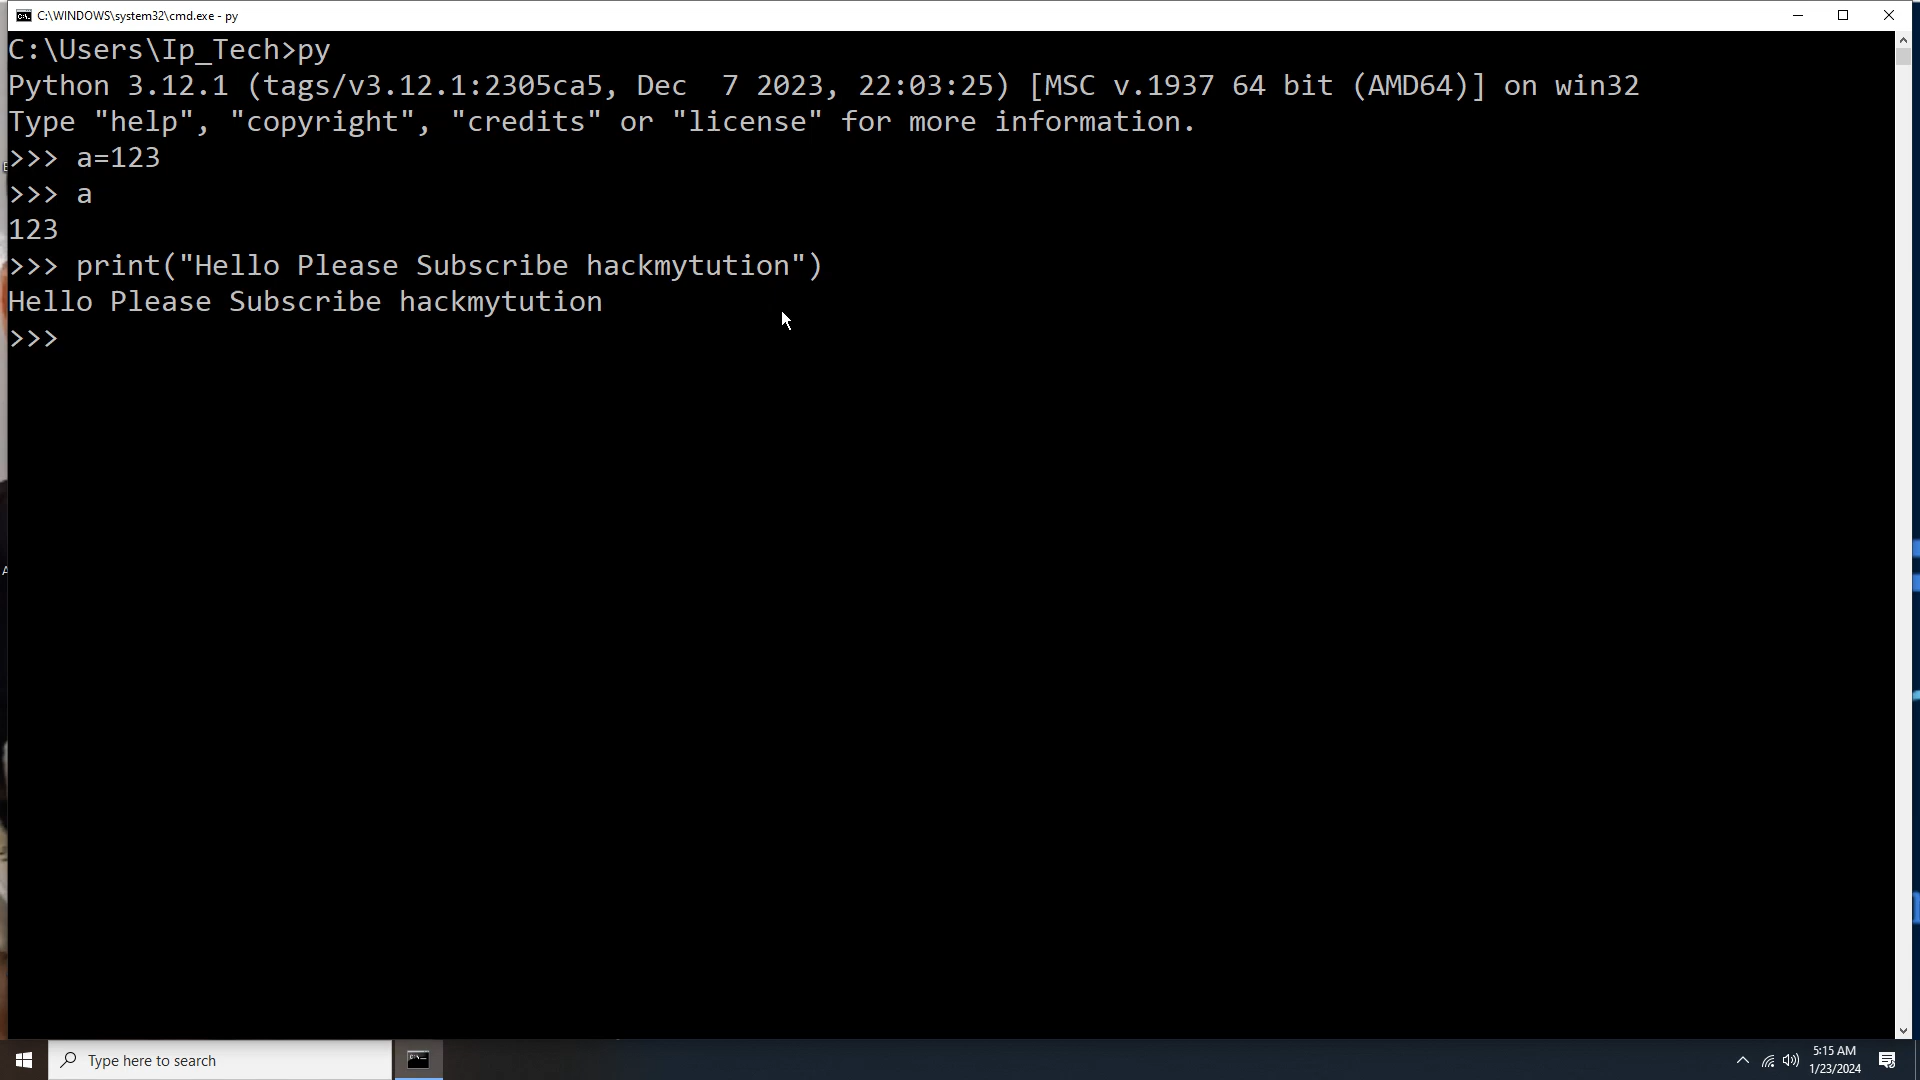 C:\WINDOWS\system32\cmd.exe - py
C:\Users\Ip_Tech>py
Python 3.12.1 (tags/v3.12.1:2305ca5, Dec  7 2023, 22:03:25) [MSC v.1937 64 bit (AMD64)] on win32
Type "help", "copyright", "credits" or "license" for more information.
>>> a=123
>>> a
123
>>> print("Hello Please Subscribe hackmytution")
Hello Please Subscribe hackmytution
>>>
Type here to search
5:15 AM
1/23/2024